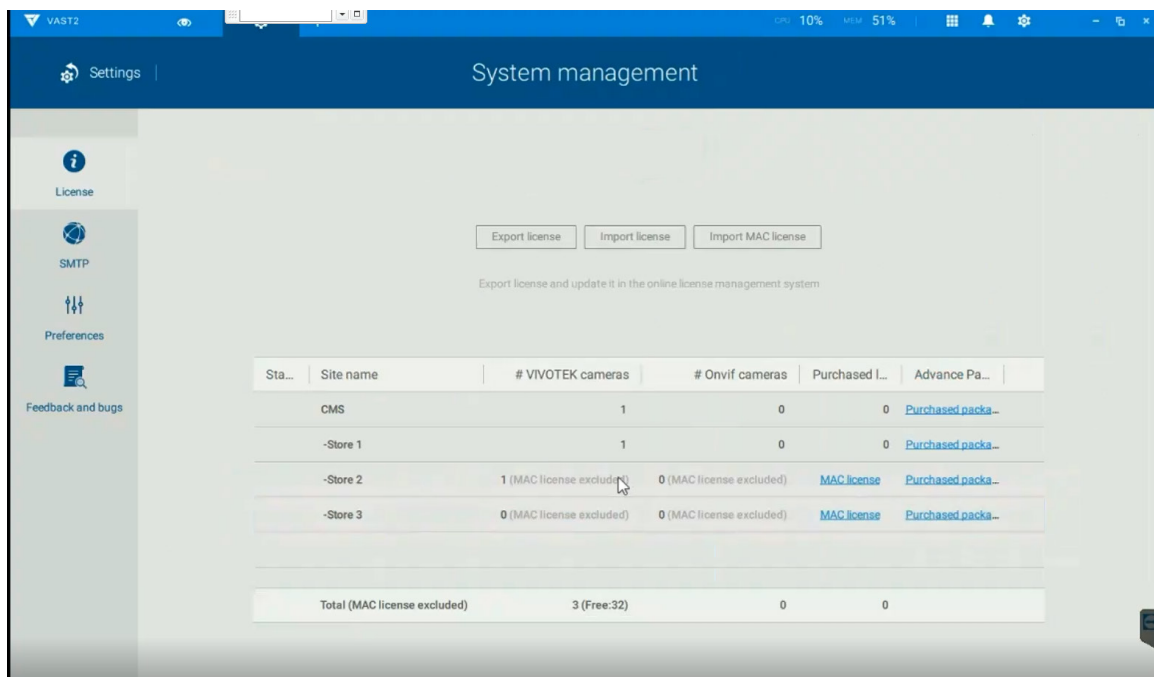 VAST2
CPU 10% MEM 51%
Settings
System management
License
SMTP
Preferences
Feedback and bugs
Export license Import license Import MAC license
Export license and update it in the online license management system
Sta... Site name # VIVOTEK cameras # Onvif cameras Purchased l... Advance Pa...
CMS 1 0 0 Purchased packa...
-Store 1 1 0 0 Purchased packa...
-Store 2 1 (MAC license excluded) 0 (MAC license excluded) MAC license Purchased packa...
-Store 3 0 (MAC license excluded) 0 (MAC license excluded) MAC license Purchased packa...
Total (MAC license excluded) 3 (Free:32) 0 0